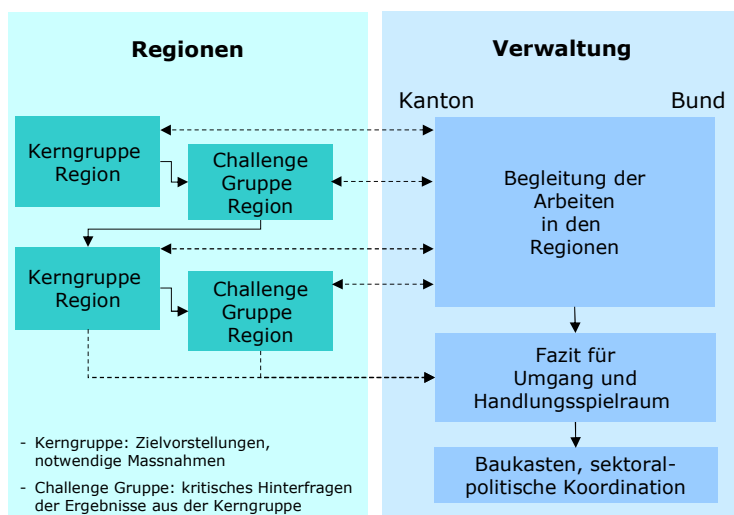 Regionen
Kerngruppe
Region
Challenge
Gruppe
Region
Kerngruppe
Region
Challenge
Gruppe
Region
- Kerngruppe: Zielvorstellungen,
notwendige Massnahmen
- Challenge Gruppe: kritisches Hinterfragen
der Ergebnisse aus der Kerngruppe
Verwaltung
Kanton
Bund
Begleitung der
Arbeiten
in den
Regionen
Fazit für
Umgang und
Handlungsspielraum
Baukasten, sektoral-
politische Koordination